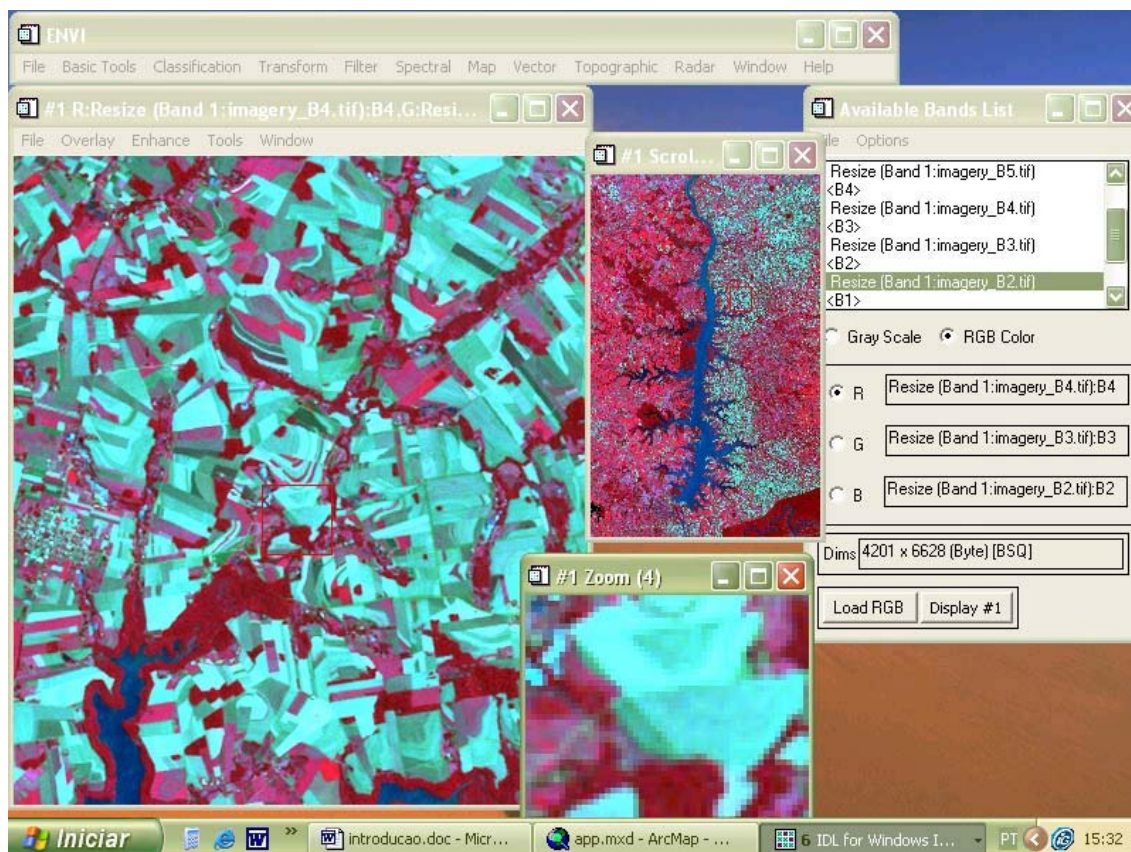 ENVI
File Basic Tools Classification Transform Filter Spectral Map Vector Topographic Radar Window Help
#1 R:Resize (Band 1:imagery_B4.tif):B4,G:Resi...
File Overlay Enhance Tools Window
#1 Scrol...
Available Bands List
File Options
Resize (Band 1:imagery_B5.tif)
<B4>
Resize (Band 1:imagery_B4.tif)
<B3>
Resize (Band 1:imagery_B3.tif)
<B2>
Resize (Band 1:imagery_B2.tif)
<B1>
Gray Scale RGB Color
R Resize (Band 1:imagery_B4.tif):B4
G Resize (Band 1:imagery_B3.tif):B3
B Resize (Band 1:imagery_B2.tif):B2
Dims 4201 x 6628 (Byte) [BSQ]
Load RGB Display #1
#1 Zoom (4)
Iniciar » introducao.doc - Micr... app.mxd - ArcMap - ... 6 IDL for Windows I... PT 15:32